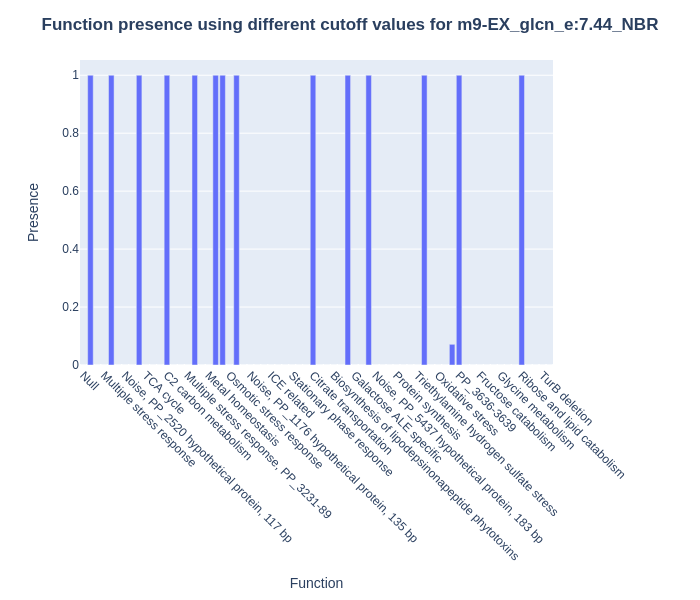 Function presence using different cutoff values for m9-EX_glcn_e:7.44_NBR
Presence
1
0.8
0.6
0.4
0.2
0
Null
Multiple stress response
Noise, PP_2520 hypothetical protein, 117 bp
TCA cycle
C2 carbon metabolism
Multiple stress response, PP_3231-89
Metal homeostasis
Osmotic stress response
Noise, PP_1176 hypothetical protein, 135 bp
ICE related
Stationary phase response
Citrate transportation
Biosynthesis of lipodepsinonapeptide phytotoxins
Galactose ALE specific
Noise, PP_5437 hypothetical protein, 183 bp
Protein synthesis
Triethylamine hydrogen sulfate stress
Oxidative stress
PP_3636-3639
Fructose catabolism
Glycine metabolism
Ribose and lipid catabolism
TurB deletion
Function